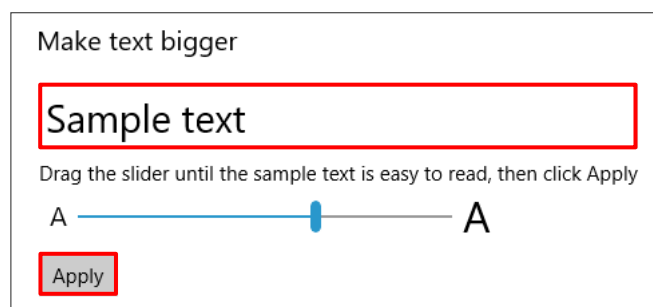 Make text bigger
Sample text
Drag the slider until the sample text is easy to read, then click Apply
A A
Apply